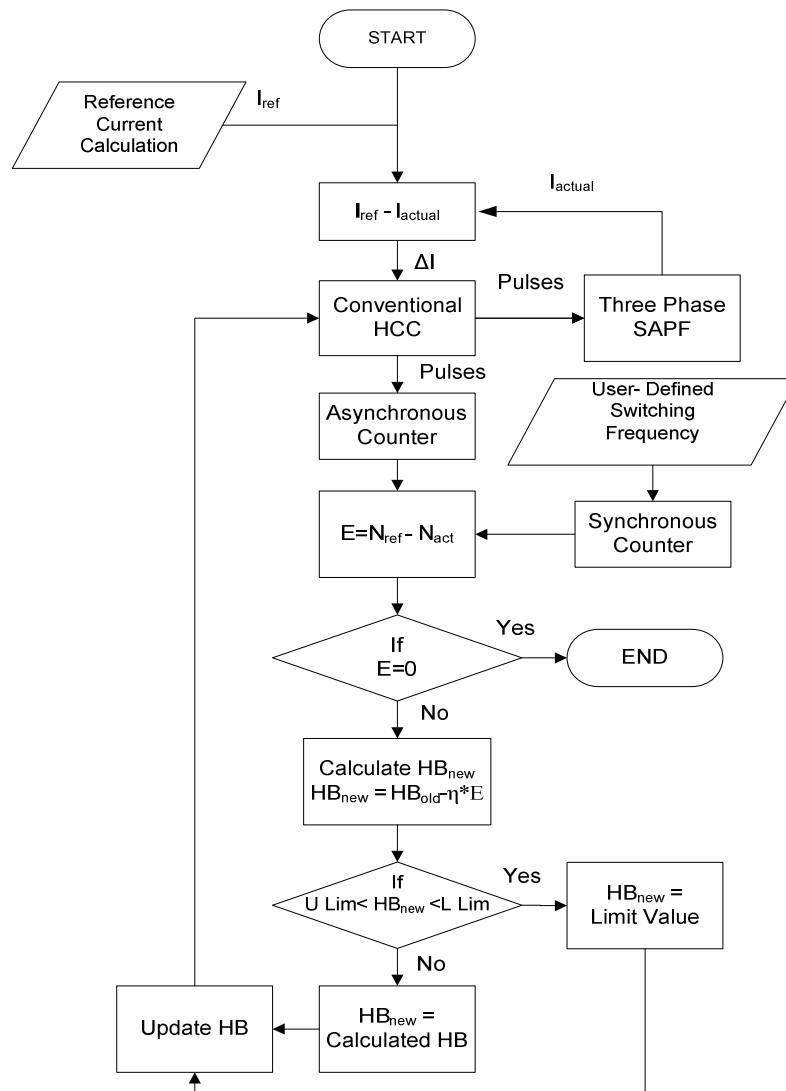 START
Reference
Current
Calculation
Iref
Iactual
Iref - Iactual
ΔI
Pulses
Conventional
HCC
Three Phase
SAPF
Pulses
User- Defined
Switching
Frequency
Asynchronous
Counter
E=Nref - Nact
Synchronous
Counter
If
E=0
Yes
END
No
Calculate HBnew
HBnew = HBold-η*E
If
U Lim< HBnew <L Lim
Yes
HBnew =
Limit Value
No
Update HB
HBnew =
Calculated HB